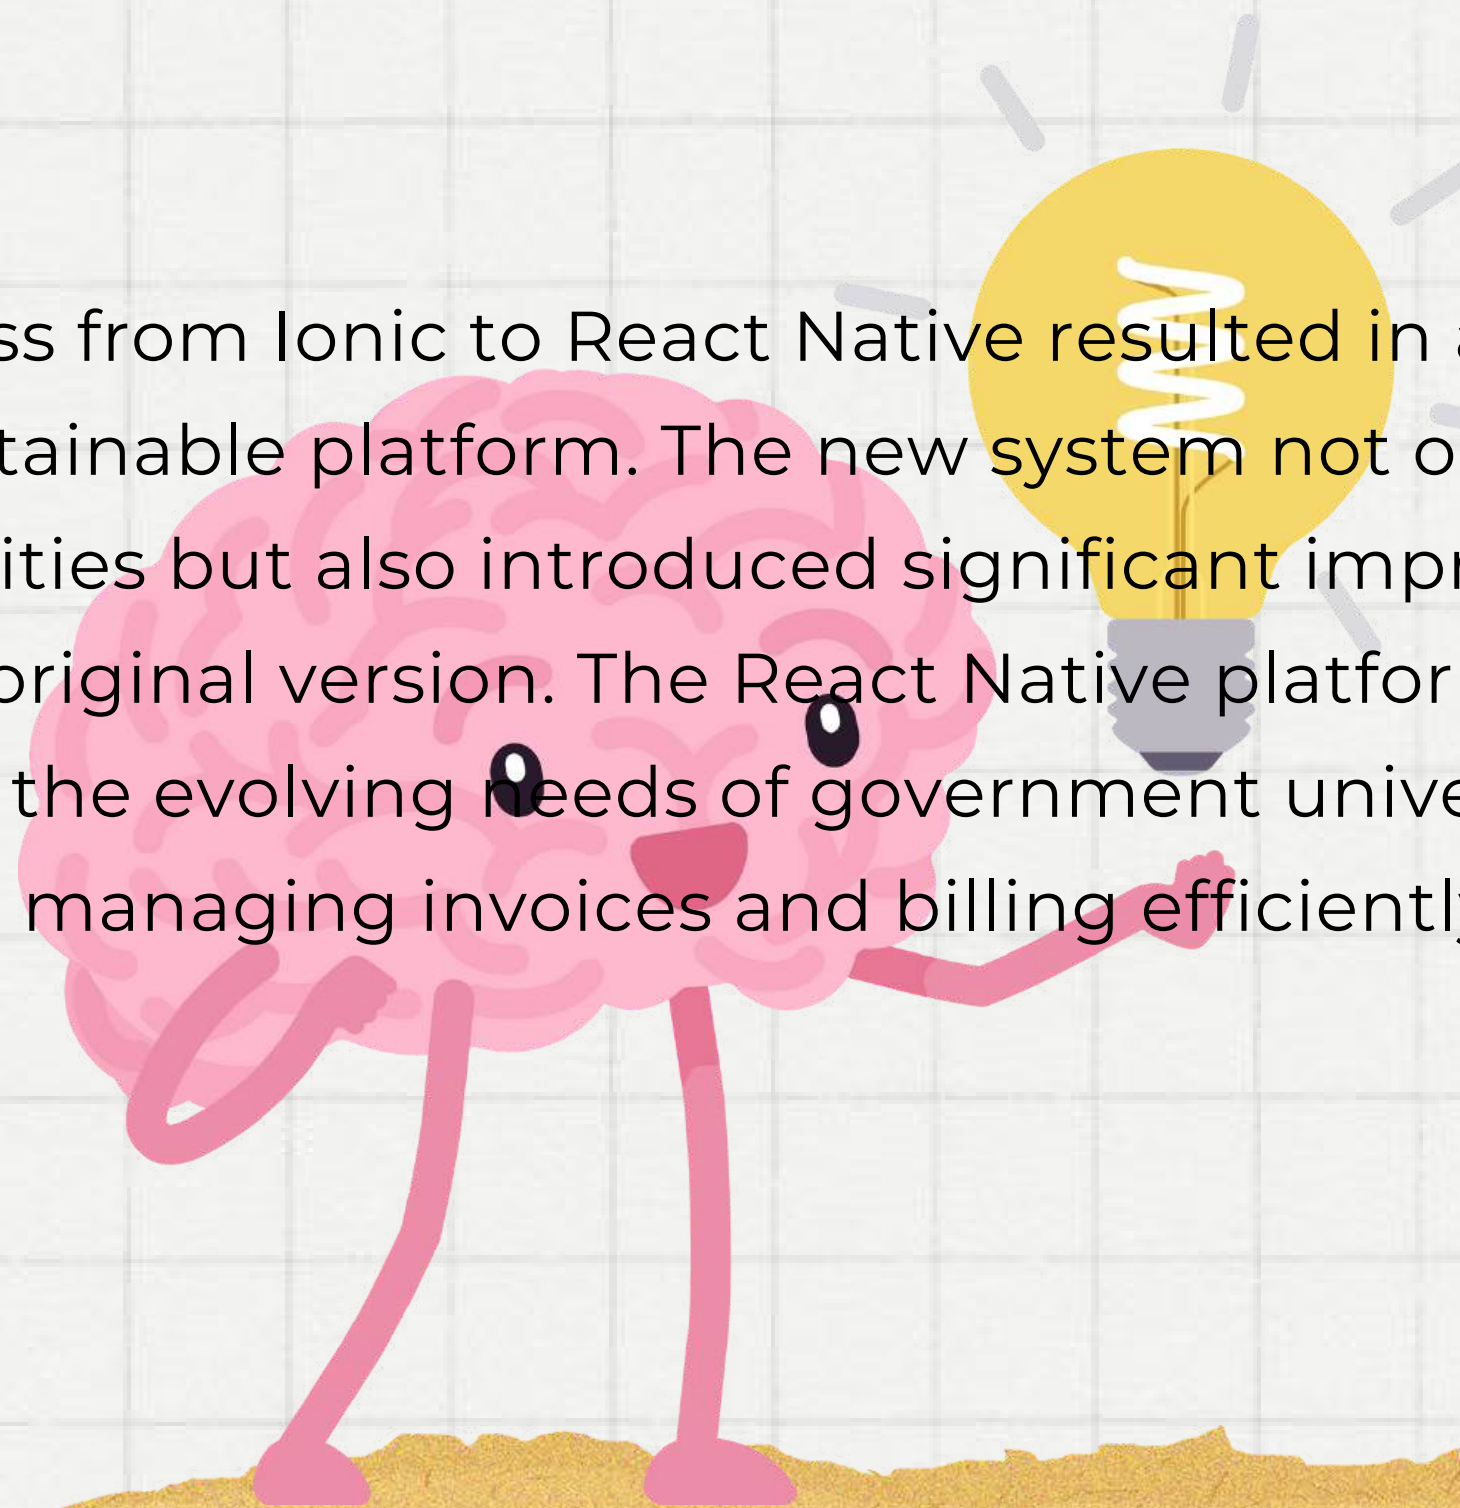 ss from Ionic to React Native resulted in
tainable platform. The new system not o
ities but also introduced significant impr
original version. The React Native platfor
the evolving needs of government unive
managing invoices and billing efficiently